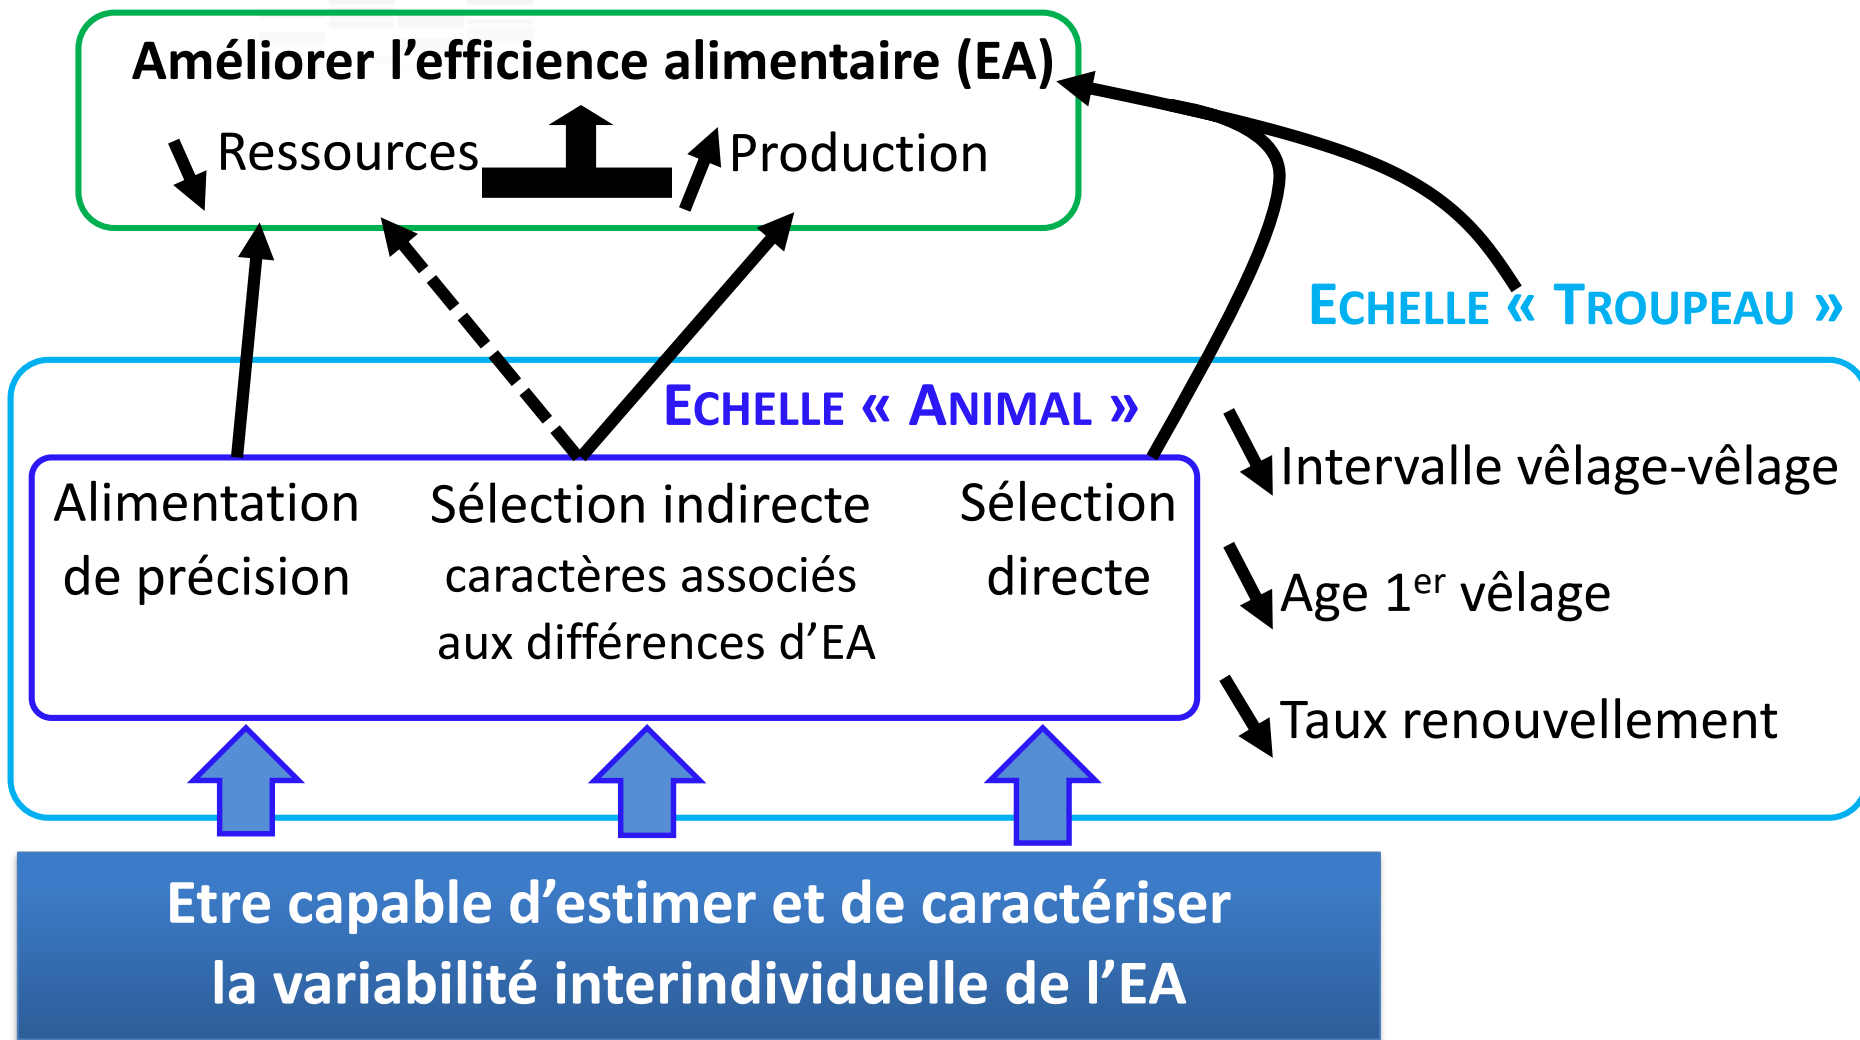 Améliorer l’efficience alimentaire (EA)
Ressources
Production
ECHELLE « TROUPEAU »
ECHELLE « ANIMAL »
Alimentation
de précision
Sélection indirecte
caractères associés
aux différences d’EA
Sélection
directe
Intervalle vêlage-vêlage
Age 1er vêlage
Taux renouvellement
Etre capable d’estimer et de caractériser
la variabilité interindividuelle de l’EA